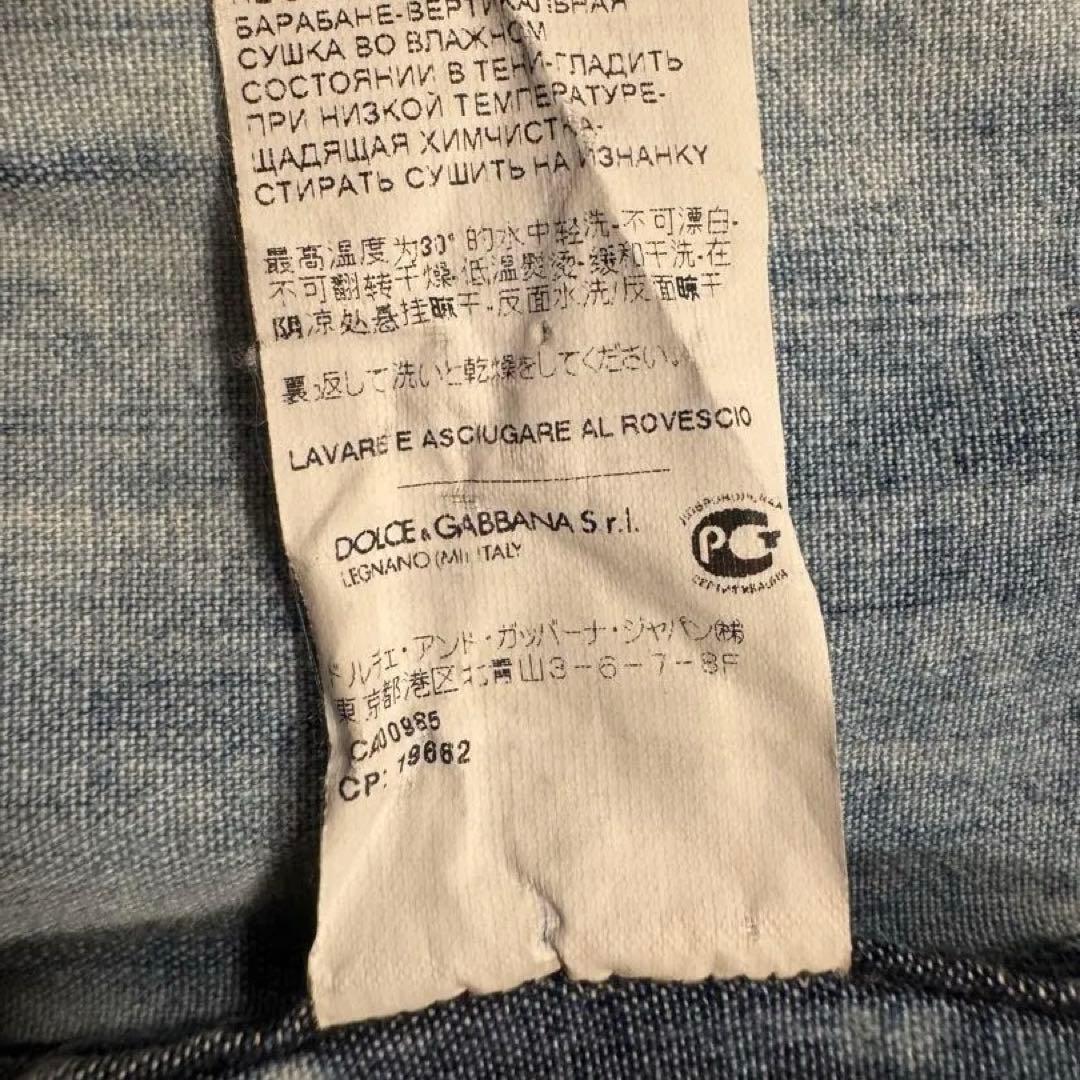 БАРАБАНЕ-ВЕРТИКАЛЬНАЯ
СУШКА ВО ВЛАЖНОМ
СОСТОЯНИИ В ТЕНИ-ГЛАДИТЬ
ПРИ НИЗКОЙ ТЕМПЕРАТУРЕ-
ЩАДЯЩАЯ ХИМЧИСТКА-
СТИРАТЬ СУШИТЬ НА ИЗНАНКУ
最高温度为30°的水中轻洗-不可漂白-
不可翻转干燥-低温熨烫-缓和干洗-在
阴凉处悬挂晾干-反面水洗/反面晾干
裏返して洗いと乾燥をしてください。
LAVARE E ASCIUGARE AL ROVESCIO
DOLCE & GABBANA S.r.l.
LEGNANO (MI) ITALY
РСТ
ドルチェ・アンド・ガッバーナ・ジャパン㈱
東京都港区北青山3-6-7-8F
CA00985
CP: 19662